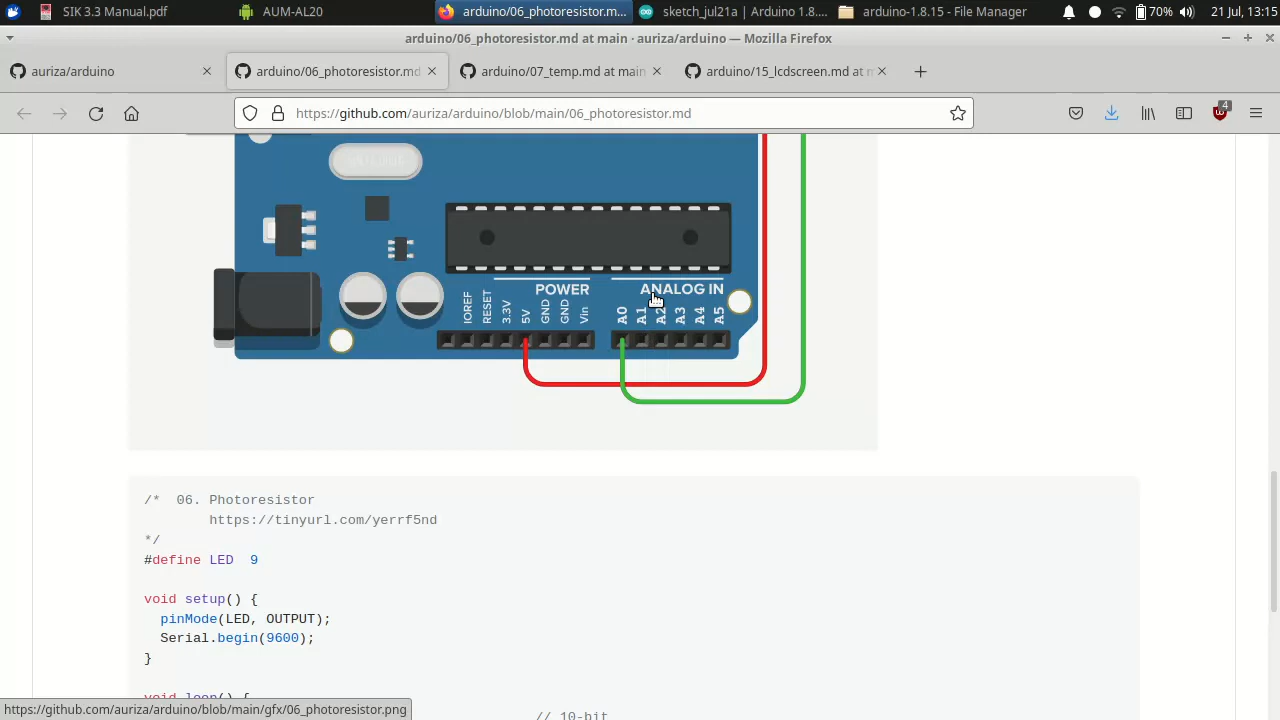 SIK 3.3 Manual.pdf
AUM-AL20
arduino/06_photoresistor.m...
sketch_jul21a | Arduino 1.8....
arduino-1.8.15 - File Manager
70%
21 Jul, 13:15
arduino/06_photoresistor.md at main · auriza/arduino — Mozilla Firefox
auriza/arduino
arduino/06_photoresistor.md
arduino/07_temp.md at main
arduino/15_lcdscreen.md at m
https://github.com/auriza/arduino/blob/main/06_photoresistor.md
4
POWER
ANALOG IN
IOREF
RESET
3.3V
5V
GND
GND
Vin
A0
A1
A2
A3
A4
A5
/*  06. Photoresistor
        https://tinyurl.com/yerrf5nd
*/
#define LED  9
void setup() {
  pinMode(LED, OUTPUT);
  Serial.begin(9600);
}
void loop() {
// 10-bit
https://github.com/auriza/arduino/blob/main/gfx/06_photoresistor.png